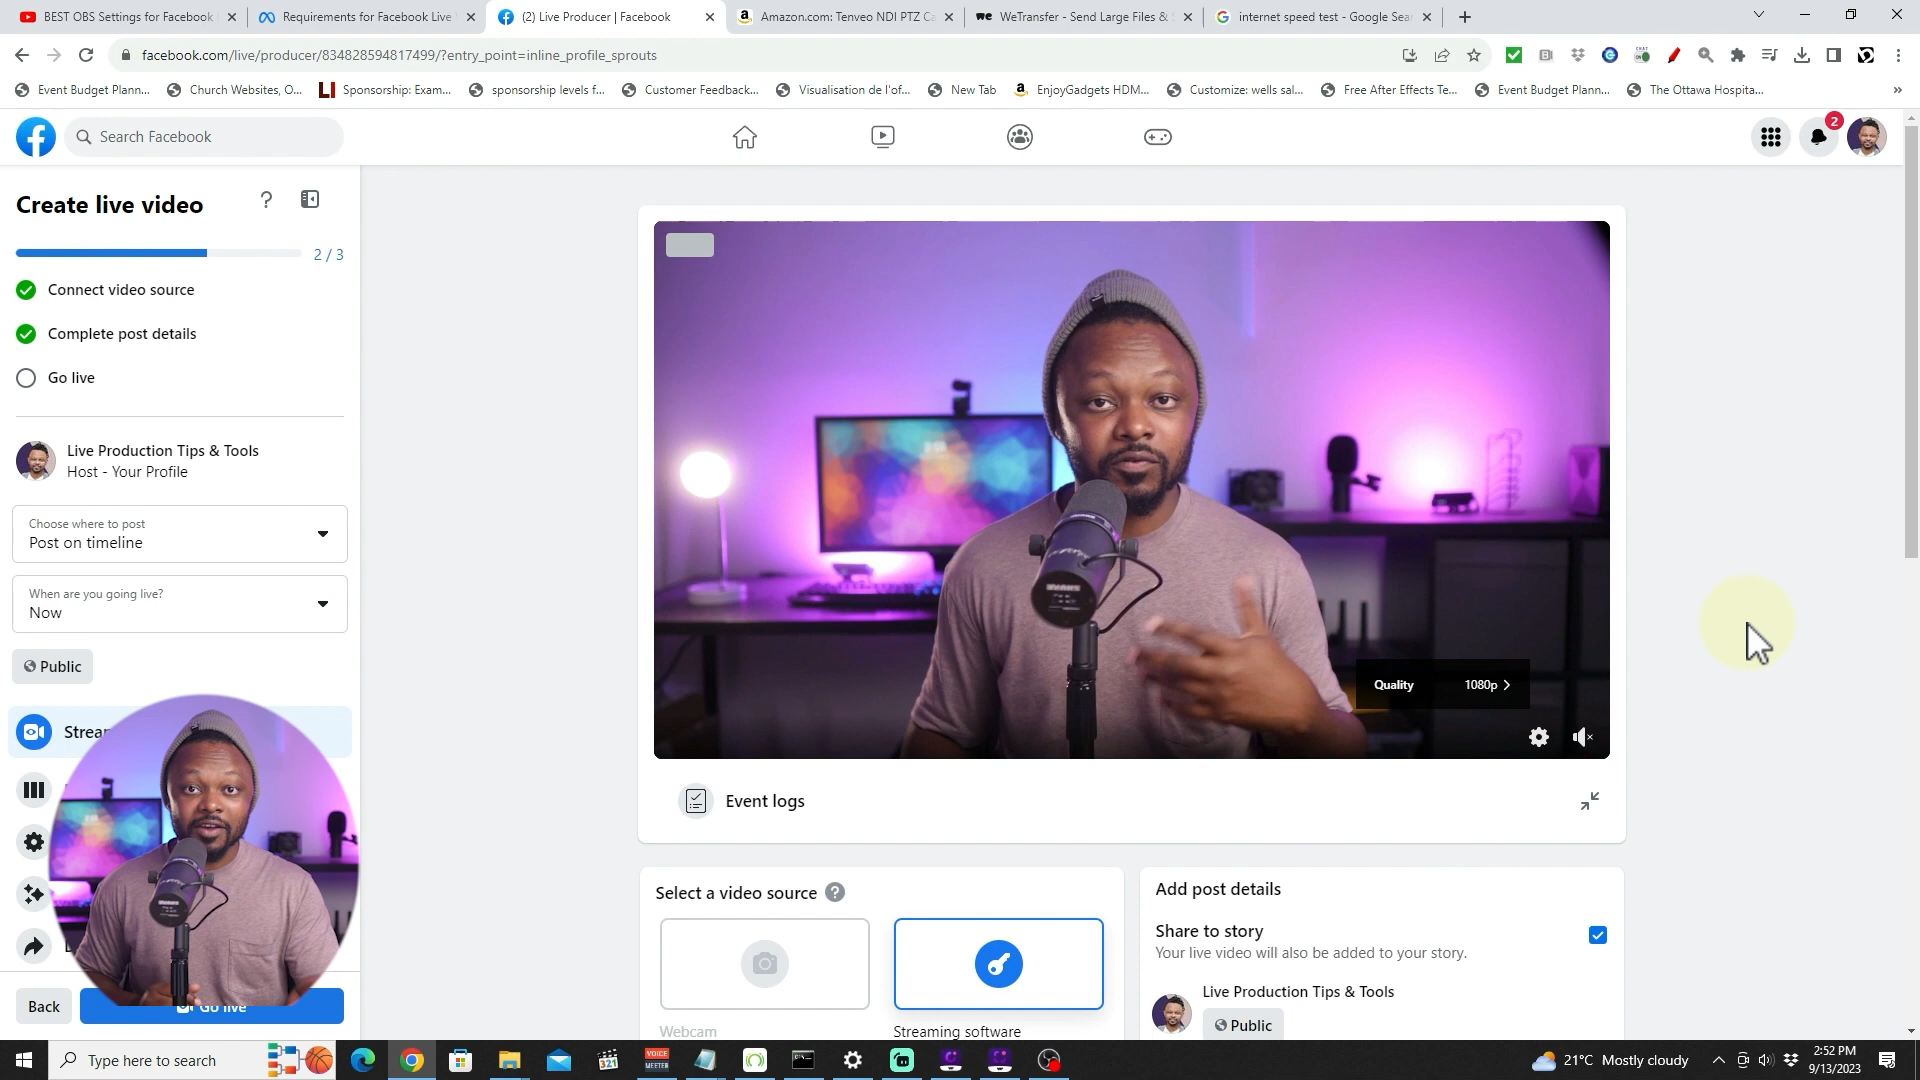 BEST OBS Settings for Facebook
Requirements for Facebook Live
(2) Live Producer | Facebook
Amazon.com: Tenveo NDI PTZ Ca
WeTransfer - Send Large Files &
internet speed test - Google Sear
facebook.com/live/producer/834828594817499/?entry_point=inline_profile_sprouts
Event Budget Plann...
Church Websites, O...
Sponsorship: Exam...
sponsorship levels f...
Customer Feedback...
Visualisation de l'of...
New Tab
EnjoyGadgets HDM...
Customize: wells sal...
Free After Effects Te...
Event Budget Plann...
The Ottawa Hospita...
Search Facebook
2
Create live video
2 / 3
Connect video source
Complete post details
Go live
Live Production Tips & Tools
Host - Your Profile
Choose where to post
Post on timeline
When are you going live?
Now
Public
Strea
Back
Go live
Quality 1080p
Event logs
Select a video source
Webcam
Streaming software
Add post details
Share to story
Your live video will also be added to your story.
Live Production Tips & Tools
Public
Type here to search
21°C Mostly cloudy
2:52 PM
9/13/2023